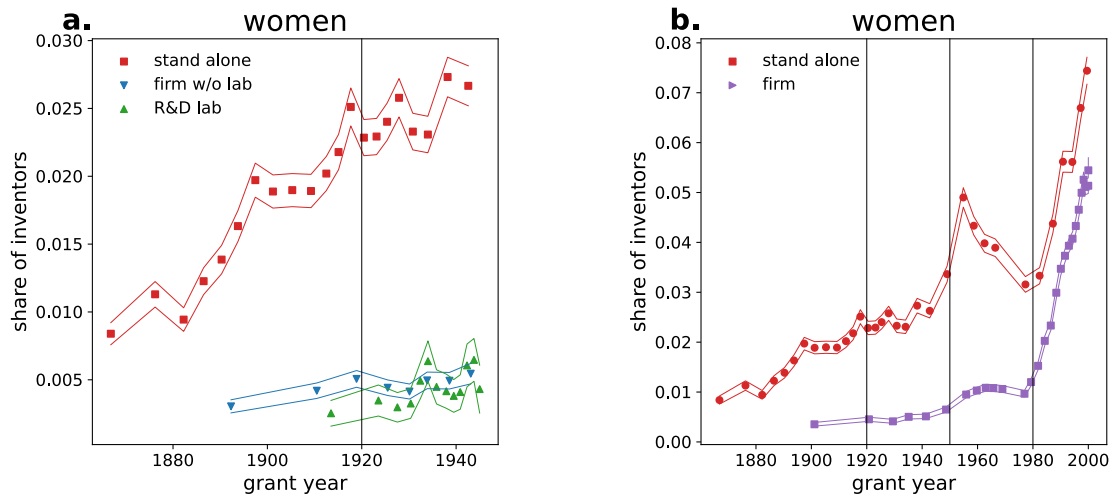 a. women
0.030
0.025
0.020
0.015
0.010
0.005
share of inventors
stand alone
firm w/o lab
R&D lab
1880 1900 1920 1940
grant year
b. women
0.08
0.07
0.06
0.05
0.04
0.03
0.02
0.01
0.00
share of inventors
stand alone
firm
1880 1900 1920 1940 1960 1980 2000
grant year